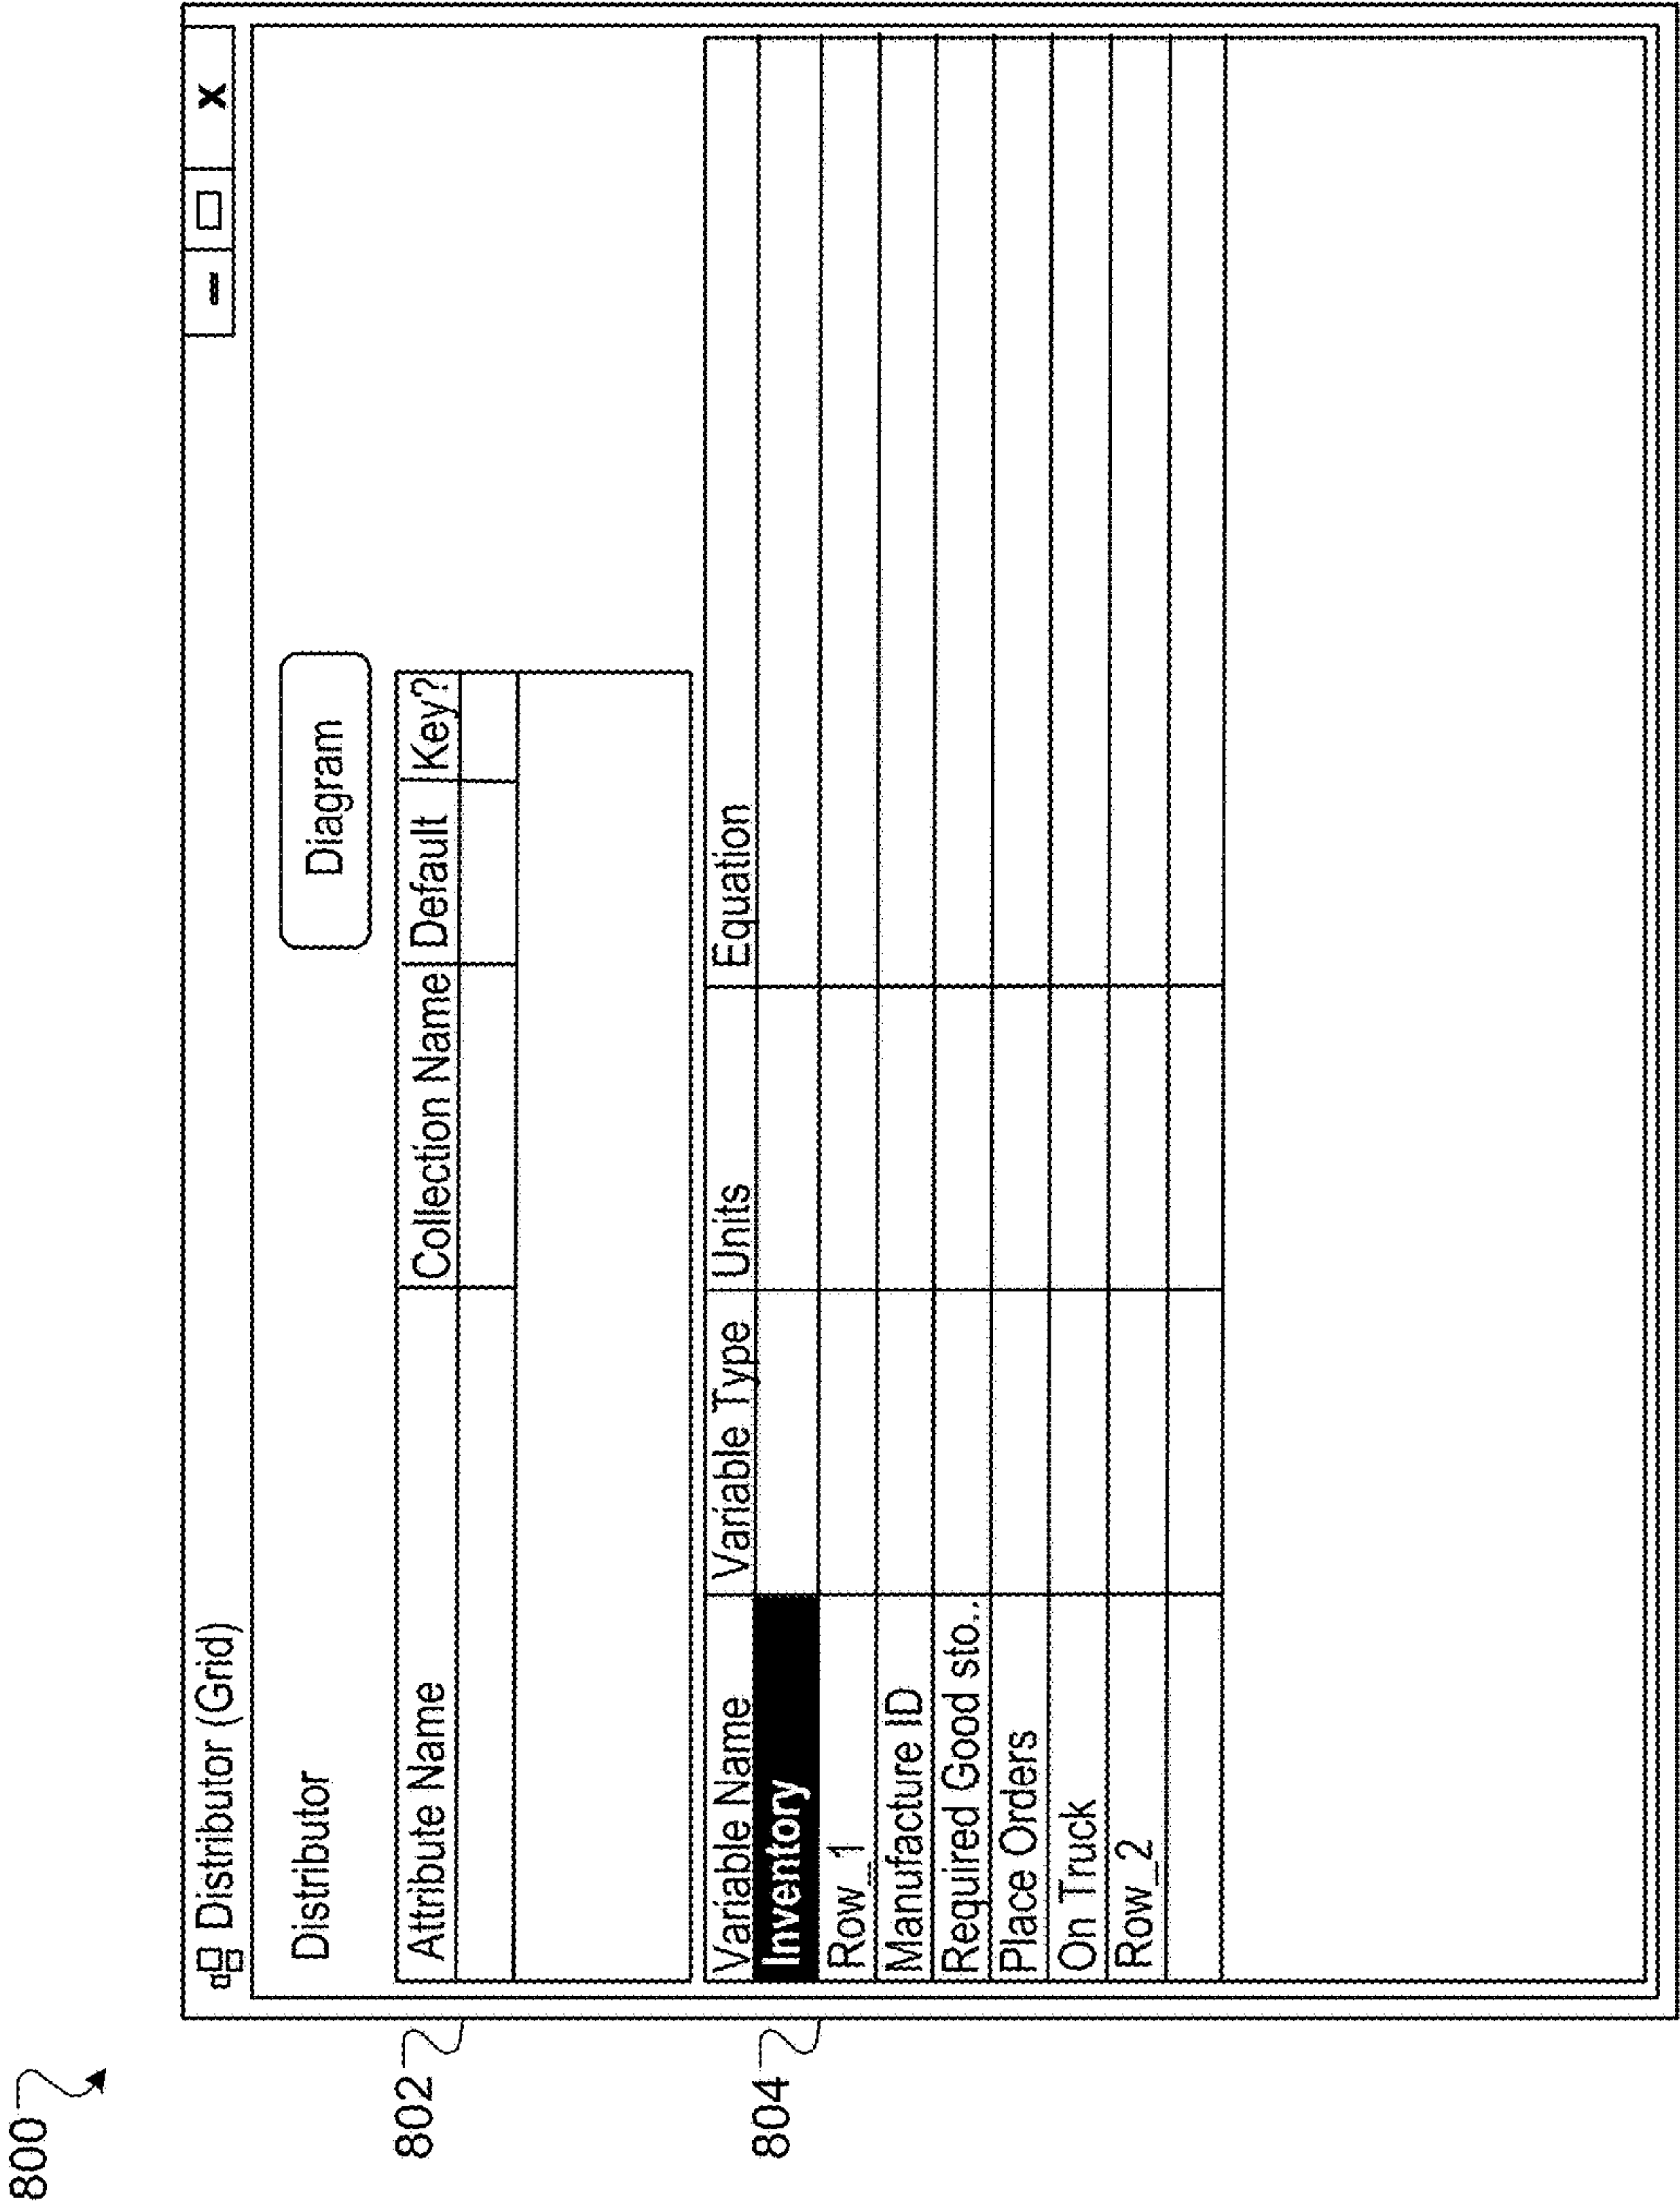 800
Distributor (Grid)
– □ X
Distributor
Diagram
802
Attribute Name Collection Name Default Key?
804
Variable Name Variable Type Units Equation
Inventory
Row_1
Manufacture ID
Required Good sto..
Place Orders
On Truck
Row_2